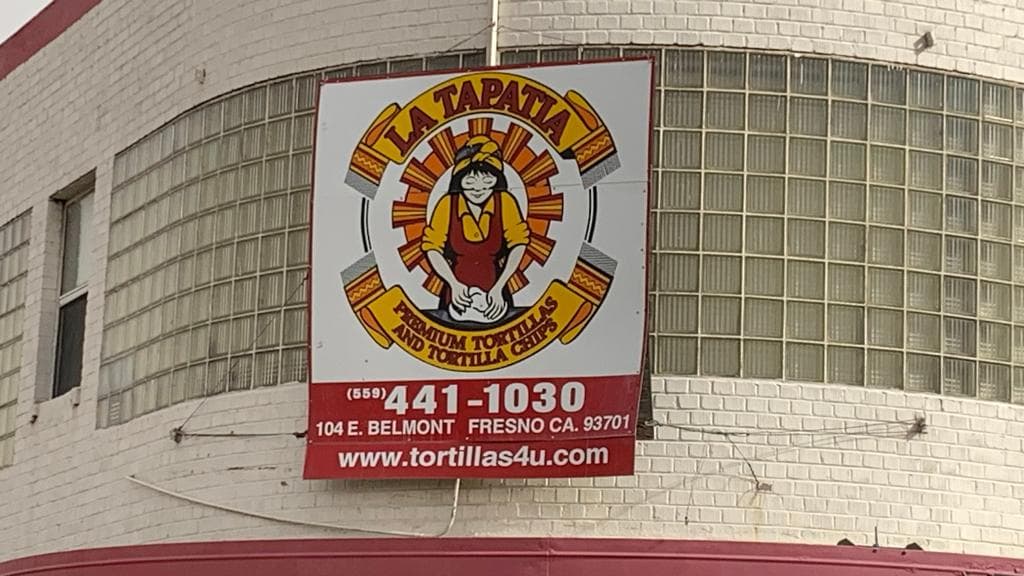 LA TAPATIA
PREMIUM TORTILLAS
AND TORTILLA CHIPS
(559) 441-1030
104 E. BELMONT FRESNO CA. 93701
www.tortillas4u.com